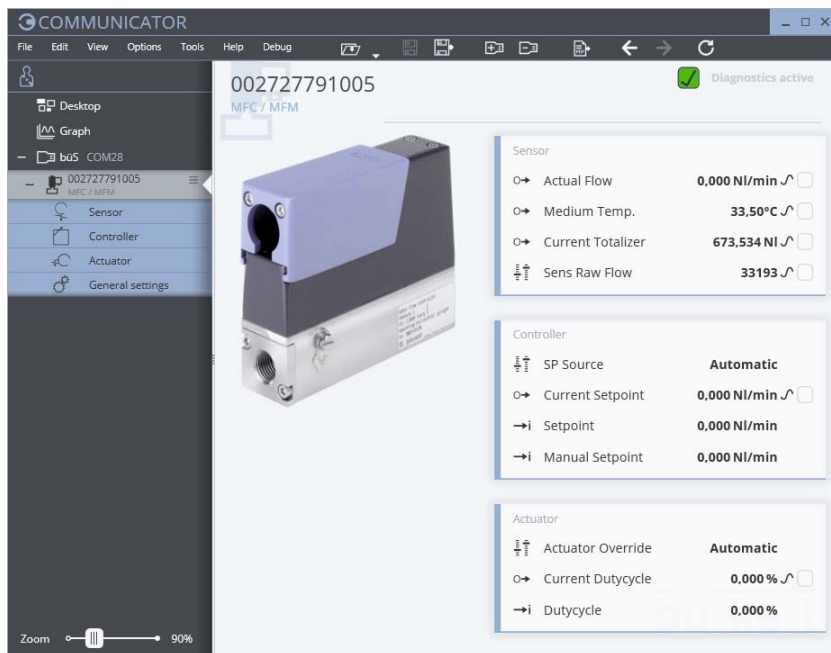 COMMUNICATOR
File Edit View Options Tools Help Debug
002727791005
MFC / MFM
Diagnostics active
Desktop
Graph
büS COM28
002727791005
MFC / MFM
Sensor
Controller
Actuator
General settings
Sensor
Actual Flow 0,000 Nl/min
Medium Temp. 33,50°C
Current Totalizer 673,534 Nl
Sens Raw Flow 33193
Controller
SP Source Automatic
Current Setpoint 0,000 Nl/min
Setpoint 0,000 Nl/min
Manual Setpoint 0,000 Nl/min
Actuator
Actuator Override Automatic
Current Dutycycle 0,000 %
Dutycycle 0,000 %
Zoom 90%